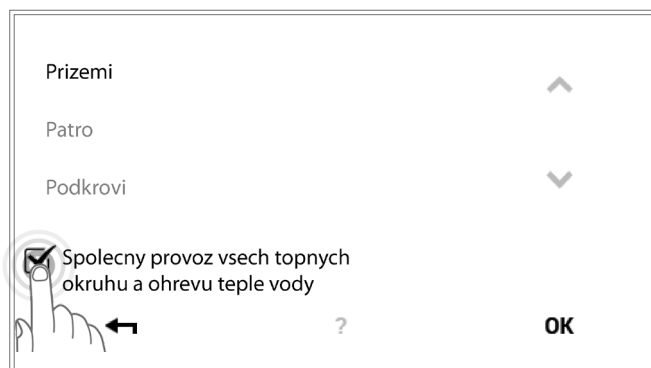 Prizemi
Patro
Podkrovi
Spolecny provoz vsech topnych
okruhu a ohrevu teple vody
? OK